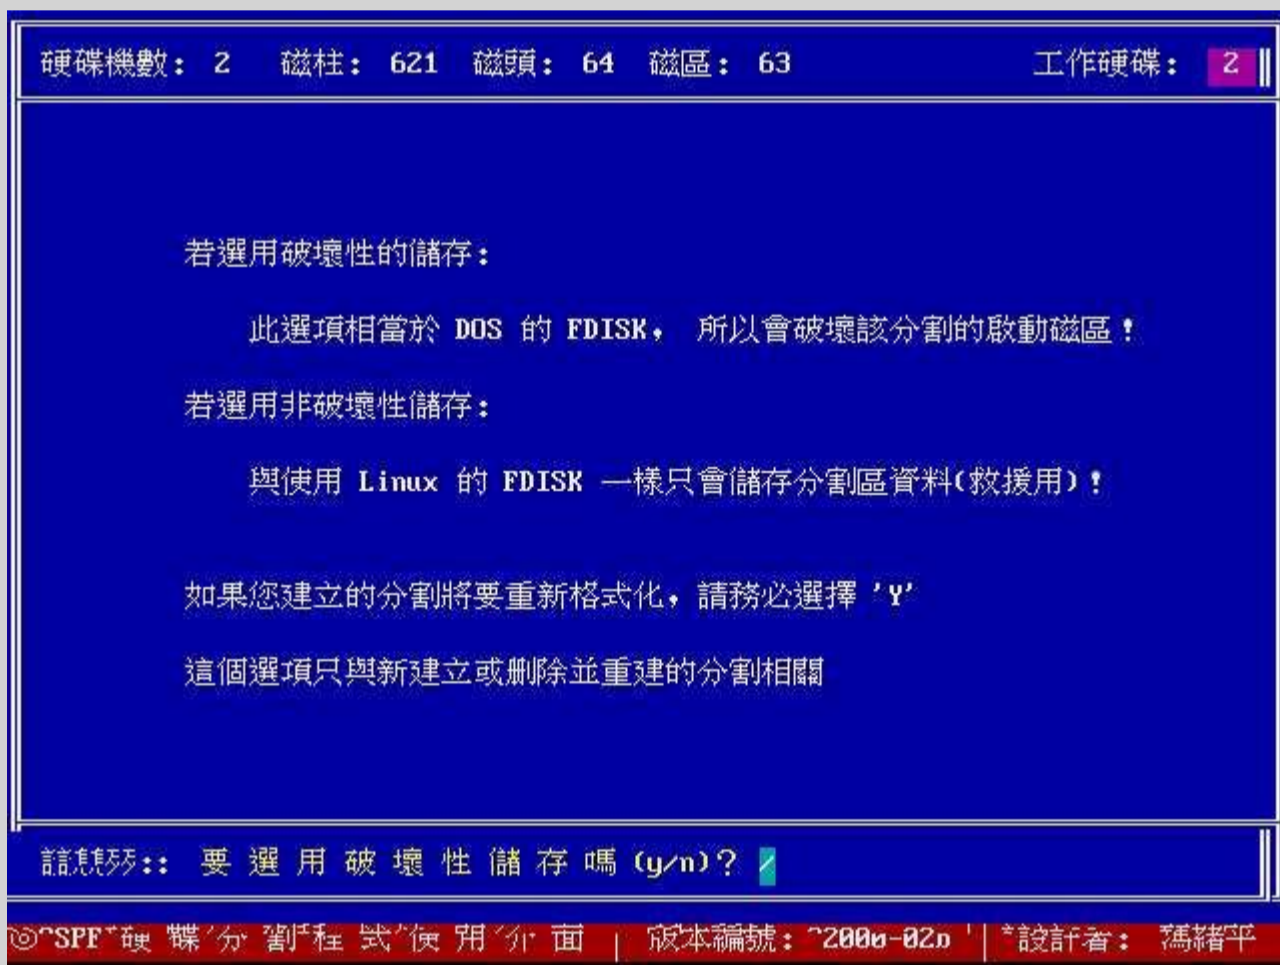 硬碟機數: 2 磁柱: 621 磁頭: 64 磁區: 63 工作硬碟: 2
若選用破壞性的儲存:
此選項相當於 DOS 的 FDISK, 所以會破壞該分割的啟動磁區!
若選用非破壞性儲存:
與使用 Linux 的 FDISK 一樣只會儲存分割區資料(救援用)!
如果您建立的分割將要重新格式化,請務必選擇 'Y'
這個選項只與新建立或刪除並重建的分割相關
要選用破壞性儲存嗎(y/n)?
SPF 硬碟分割程式使用介面 | 版本編號: | 設計者: 緒平